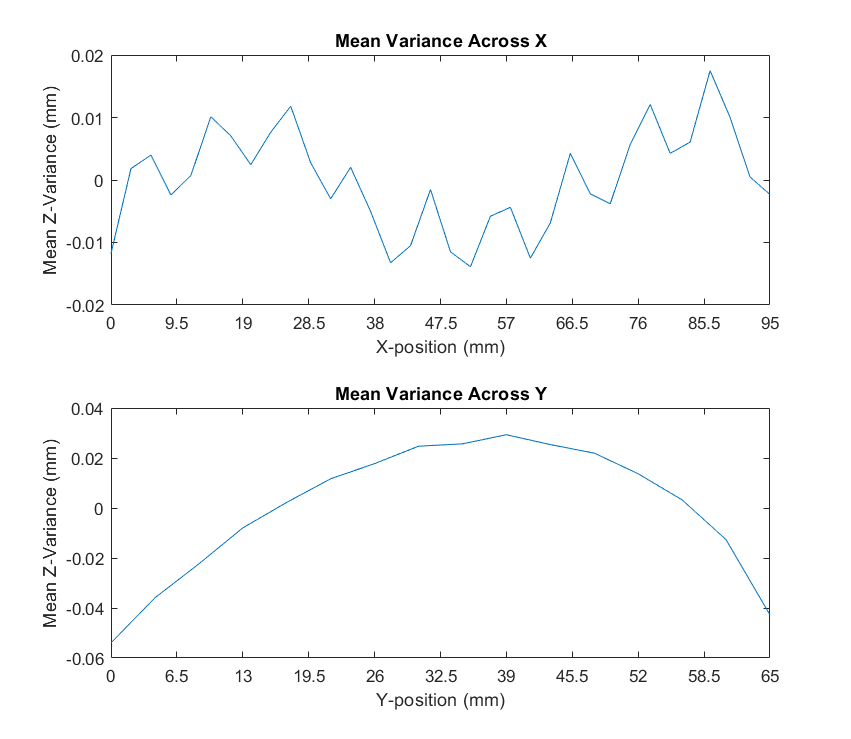 Mean Variance Across X
0.02
0.01
0
-0.01
-0.02
Mean Z-Variance (mm)
0 9.5 19 28.5 38 47.5 57 66.5 76 85.5 95
X-position (mm)
Mean Variance Across Y
0.04
0.02
0
-0.02
-0.04
-0.06
Mean Z-Variance (mm)
0 6.5 13 19.5 26 32.5 39 45.5 52 58.5 65
Y-position (mm)